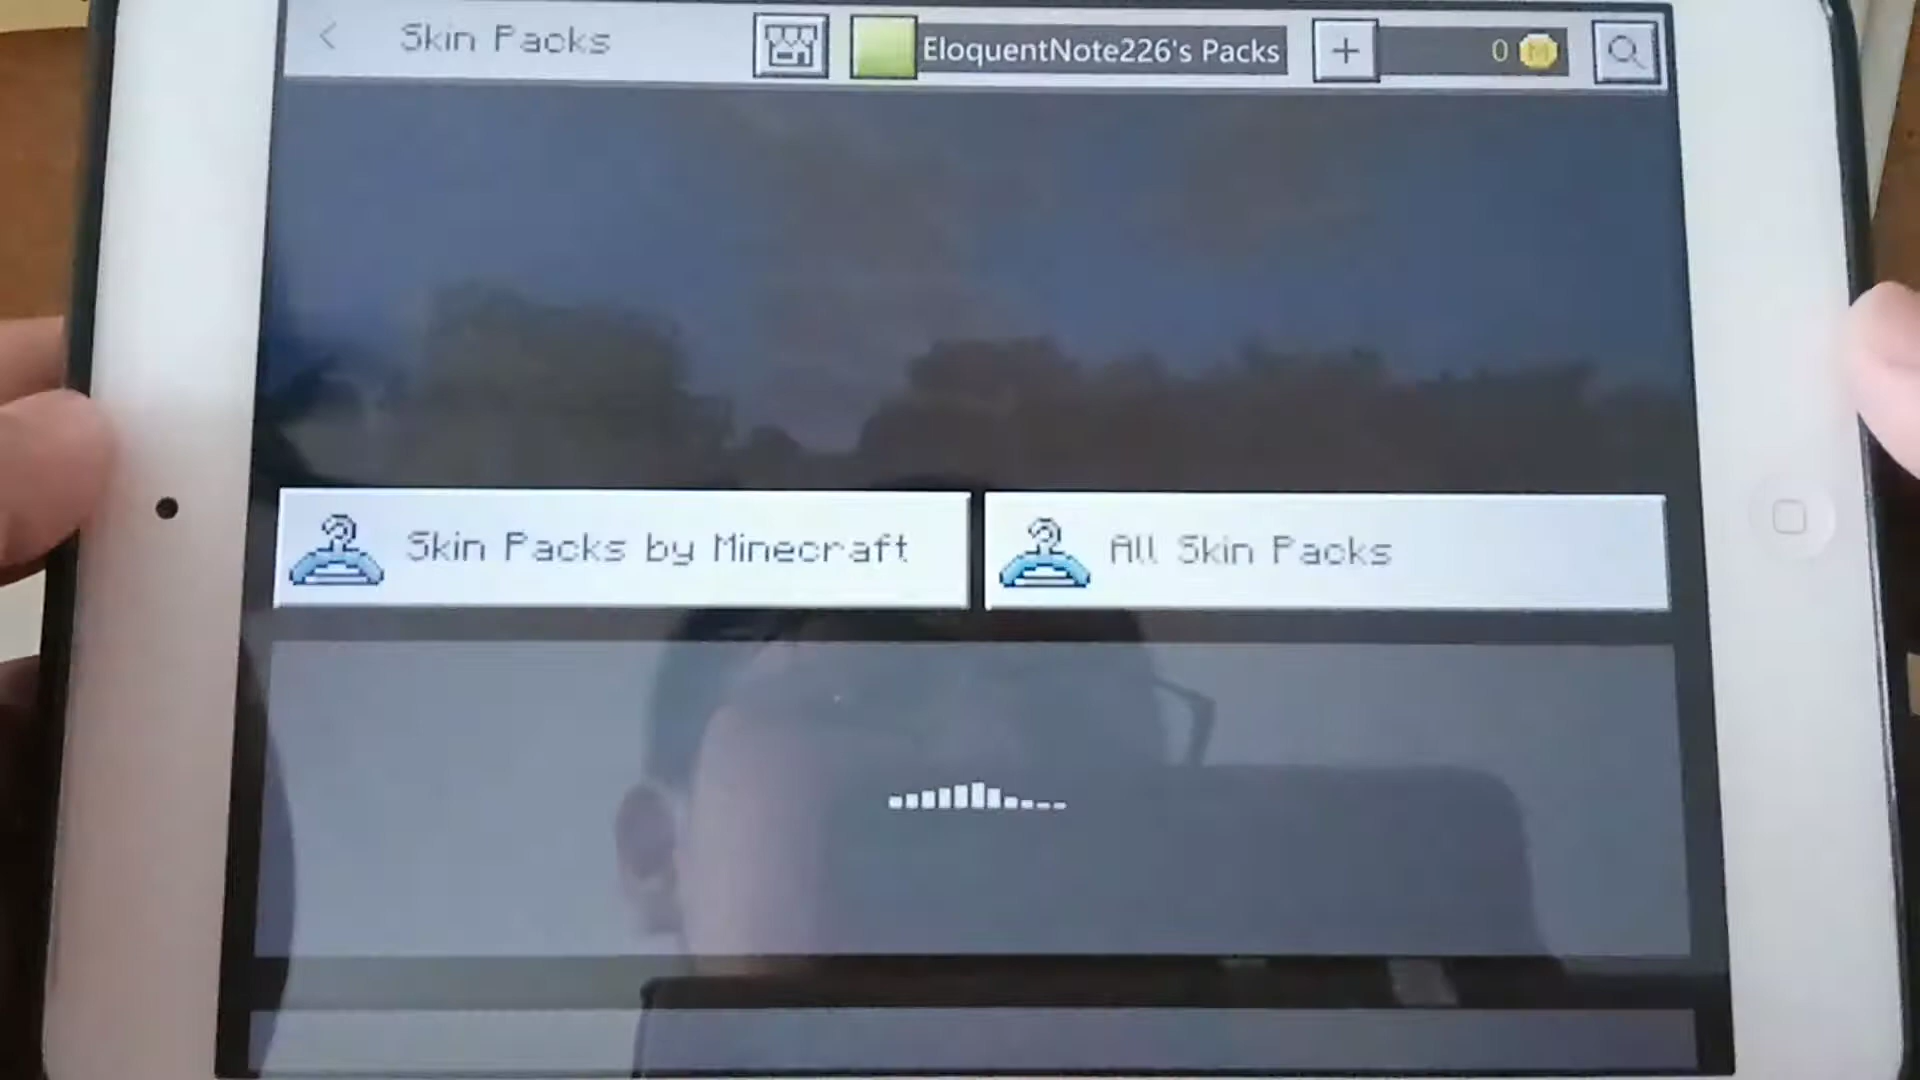 Skin Packs
EloquentNote226's Packs
0
Skin Packs by Minecraft
All Skin Packs